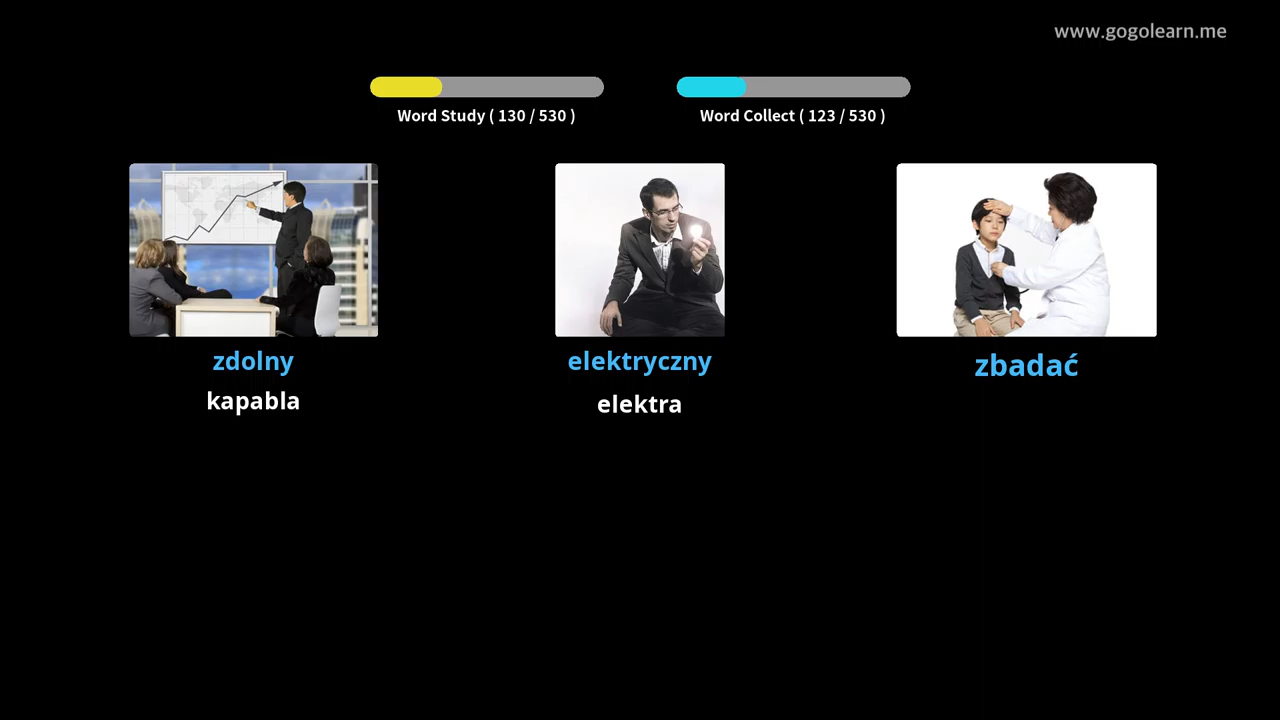 www.gogolearn.me
Word Study ( 130 / 530 )
Word Collect ( 123 / 530 )
zdolny
elektryczny
zbadać
kapabla
elektra